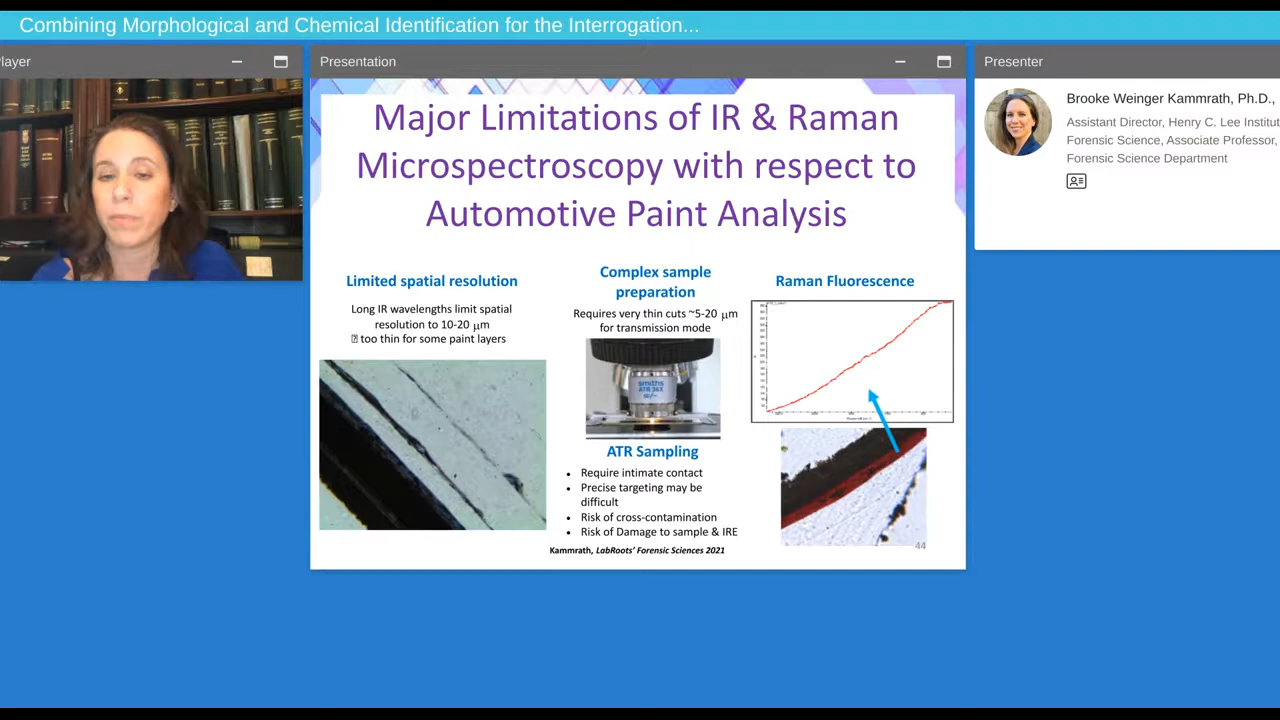 Combining Morphological and Chemical Identification for the Interrogation...
layer
Presentation
Presenter
Major Limitations of IR & Raman
Microspectroscopy with respect to
Automotive Paint Analysis
Limited spatial resolution
Long IR wavelengths limit spatial
resolution to 10-20 μm
too thin for some paint layers
Complex sample
preparation
Requires very thin cuts ~5-20 μm
for transmission mode
smiths
ATR 36X
ATR Sampling
• Require intimate contact
• Precise targeting may be
difficult
• Risk of cross-contamination
• Risk of Damage to sample & IRE
Raman Fluorescence
Kammrath, LabRoots' Forensic Sciences 2021
44
Brooke Weinger Kammrath, Ph.D.,
Assistant Director, Henry C. Lee Institut
Forensic Science, Associate Professor,
Forensic Science Department